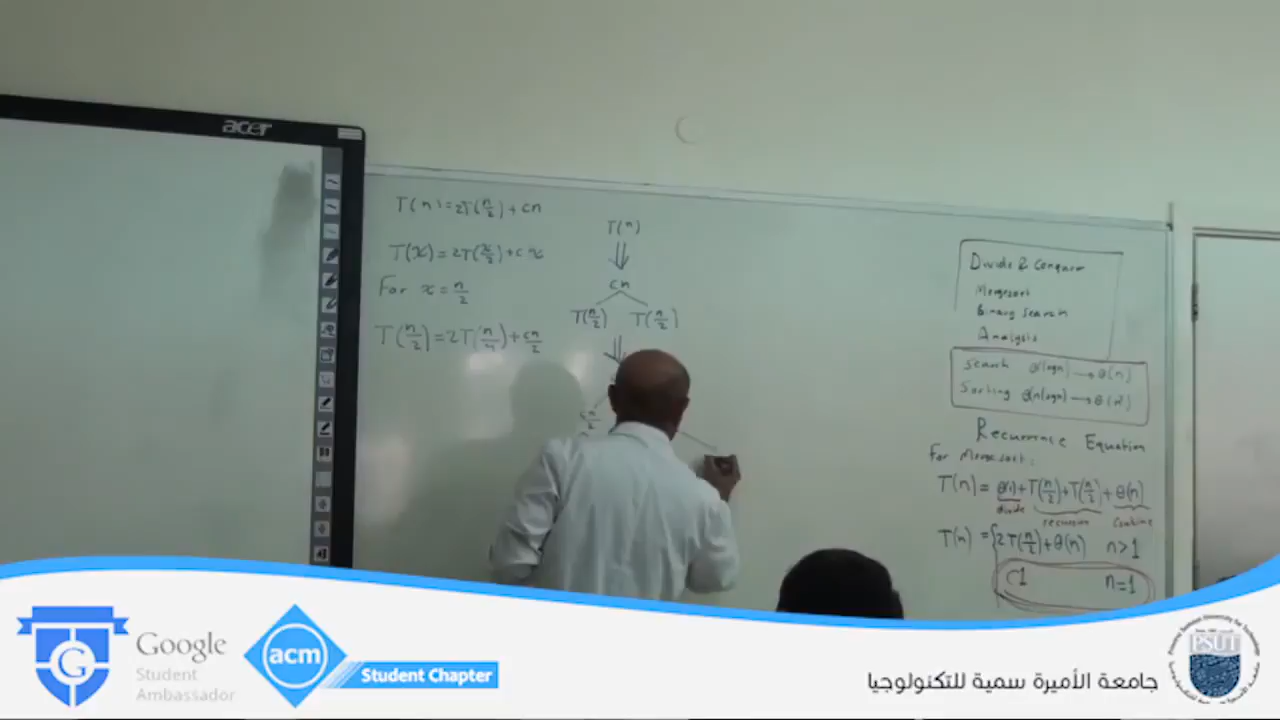 acer
T(n)=2T(n/2)+cn
T(x)=2T(x/2)+cx
For x=n/2
T(n/2)=2T(n/4)+cn/2
T(n)
cn
T(n/2) T(n/2)
cn/2
Divide & Conquer
Mergesort
Binary Search
Analysis
Search θ(logn)→θ(n)
Sorting θ(nlogn)→θ(n²)
Recurrence Equation
For Mergesort:
T(n)= θ(1)+T(n/2)+T(n/2)+θ(n)
divide recursion Combine
T(n) ={2T(n/2)+θ(n) n>1
C1 n=1
G
Google
Student
Ambassador
acm
Student Chapter
جامعة الأميرة سمية للتكنولوجيا
PSUT